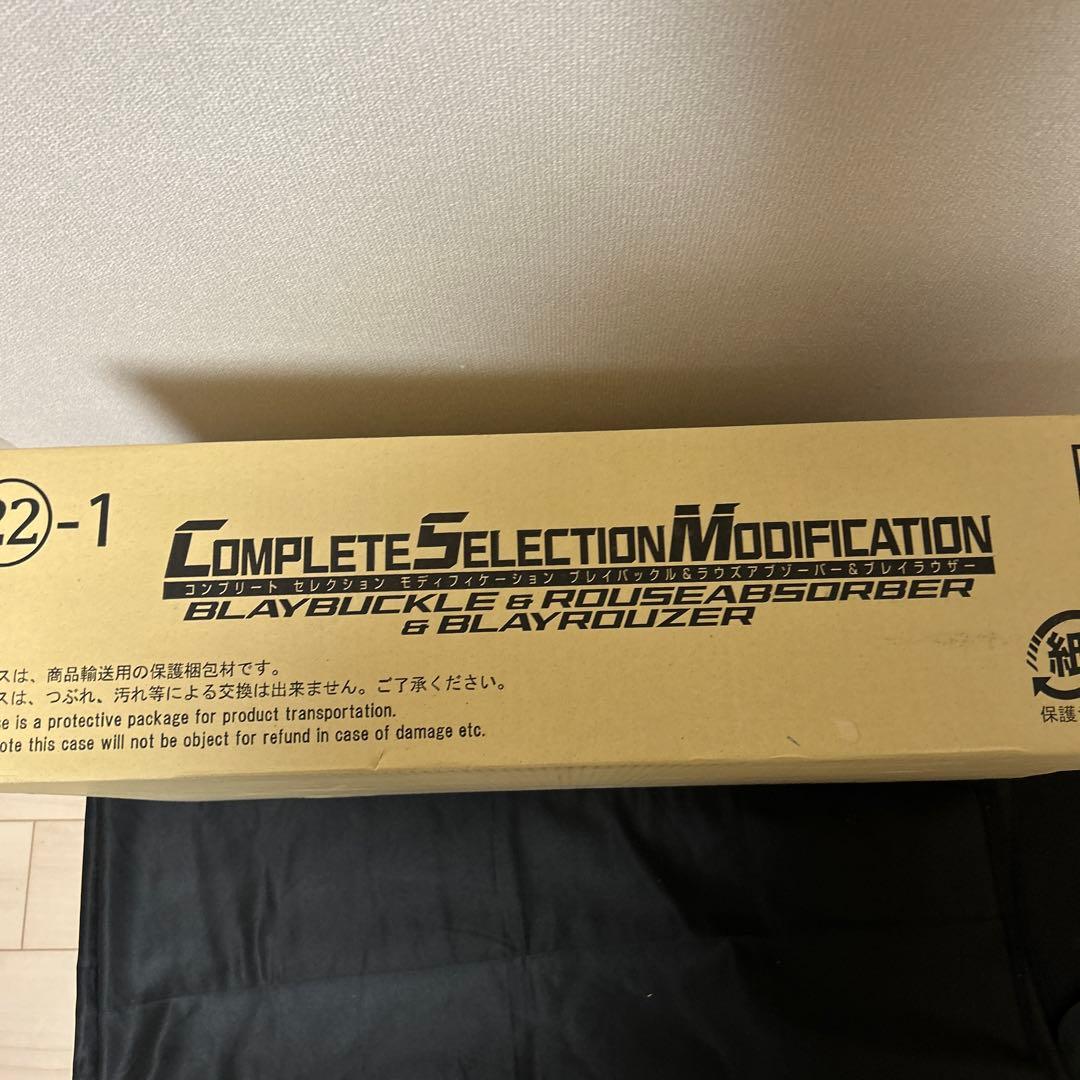 22-1
COMPLETE SELECTION MODIFICATION
コンプリート セレクション モディフィケーション ブレイバックル&ラウズアブゾーバー&ブレイラウザー
BLAYBUCKLE & ROUSEABSORBER
& BLAYROUZER
スは、商品輸送用の保護梱包材です。
スは、つぶれ、汚れ等による交換は出来ません。ご了承ください。
se is a protective package for product transportation.
ote this case will not be object for refund in case of damage etc.
紙
保護